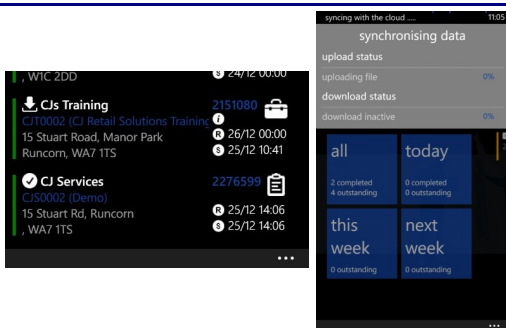 , W1C 2DD
S 24/12 00:00
CJs Training
2151080
CJT0002 (CJ Retail Solutions Training
i
15 Stuart Road, Manor Park
R 26/12 00:00
Runcorn, WA7 1TS
S 25/12 10:41
CJ Services
2276599
CJS0002 (Demo)
15 Stuart Rd, Runcorn
R 25/12 14:06
, WA7 1TS
S 25/12 14:06
...
syncing with the cloud .....
11:05
synchronising data
upload status
uploading file
0%
download status
download inactive
0%
all
2 completed
4 outstanding
today
0 completed
0 outstanding
this
week
0 outstanding
next
week
0 outstanding
...